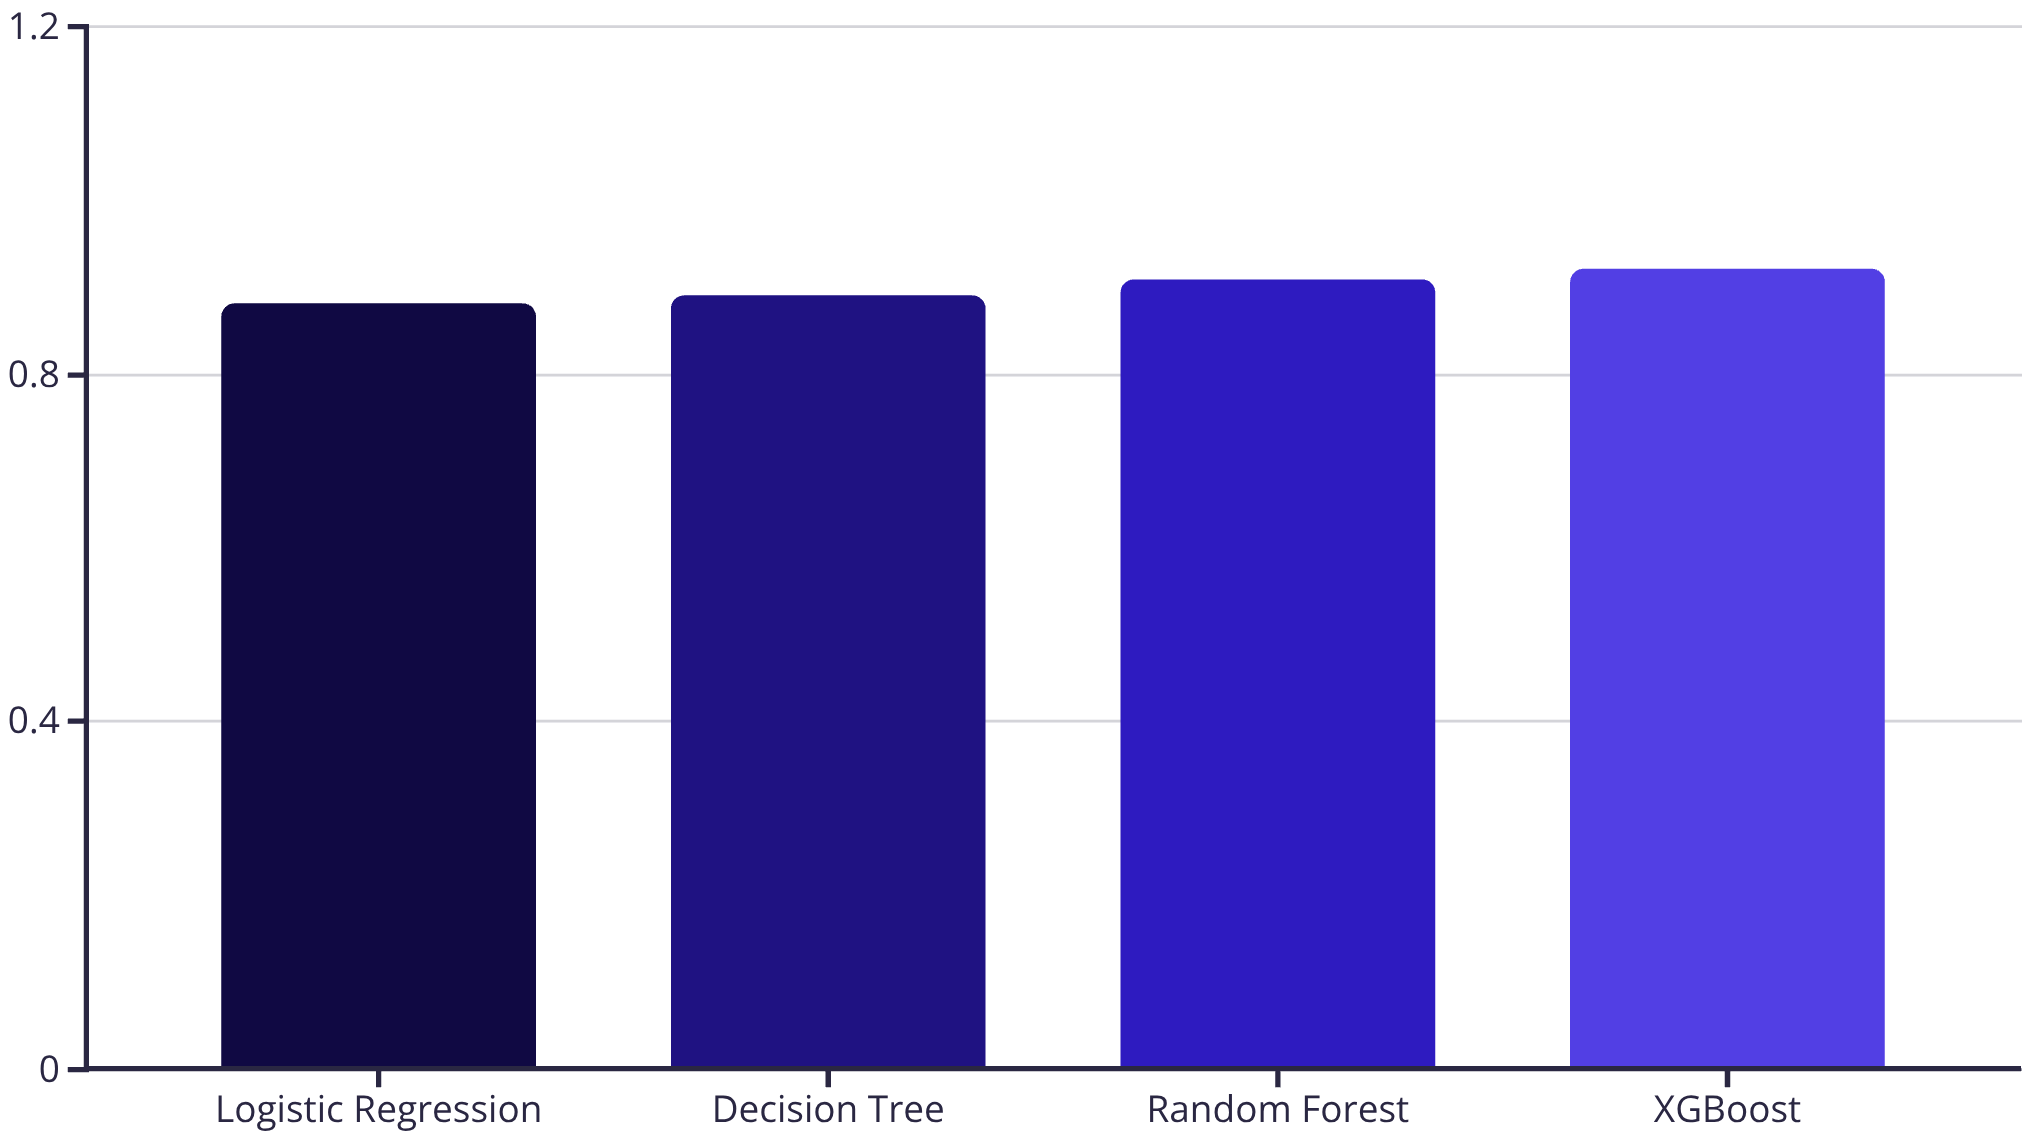 1.2
0.8
0.4
0
Logistic Regression
Decision Tree
Random Forest
XGBoost